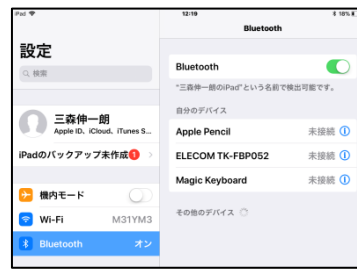 iPad
12:19
18%
設定
検索
三森伸一朗
Apple ID、iCloud、iTunes S...
iPadのバックアップ未作成 1
機内モード
Wi-Fi M31YM3
Bluetooth オン
Bluetooth
Bluetooth
"三森伸一朗のiPad"という名前で検出可能です。
自分のデバイス
Apple Pencil 未接続
ELECOM TK-FBP052 未接続
Magic Keyboard 未接続
その他のデバイス